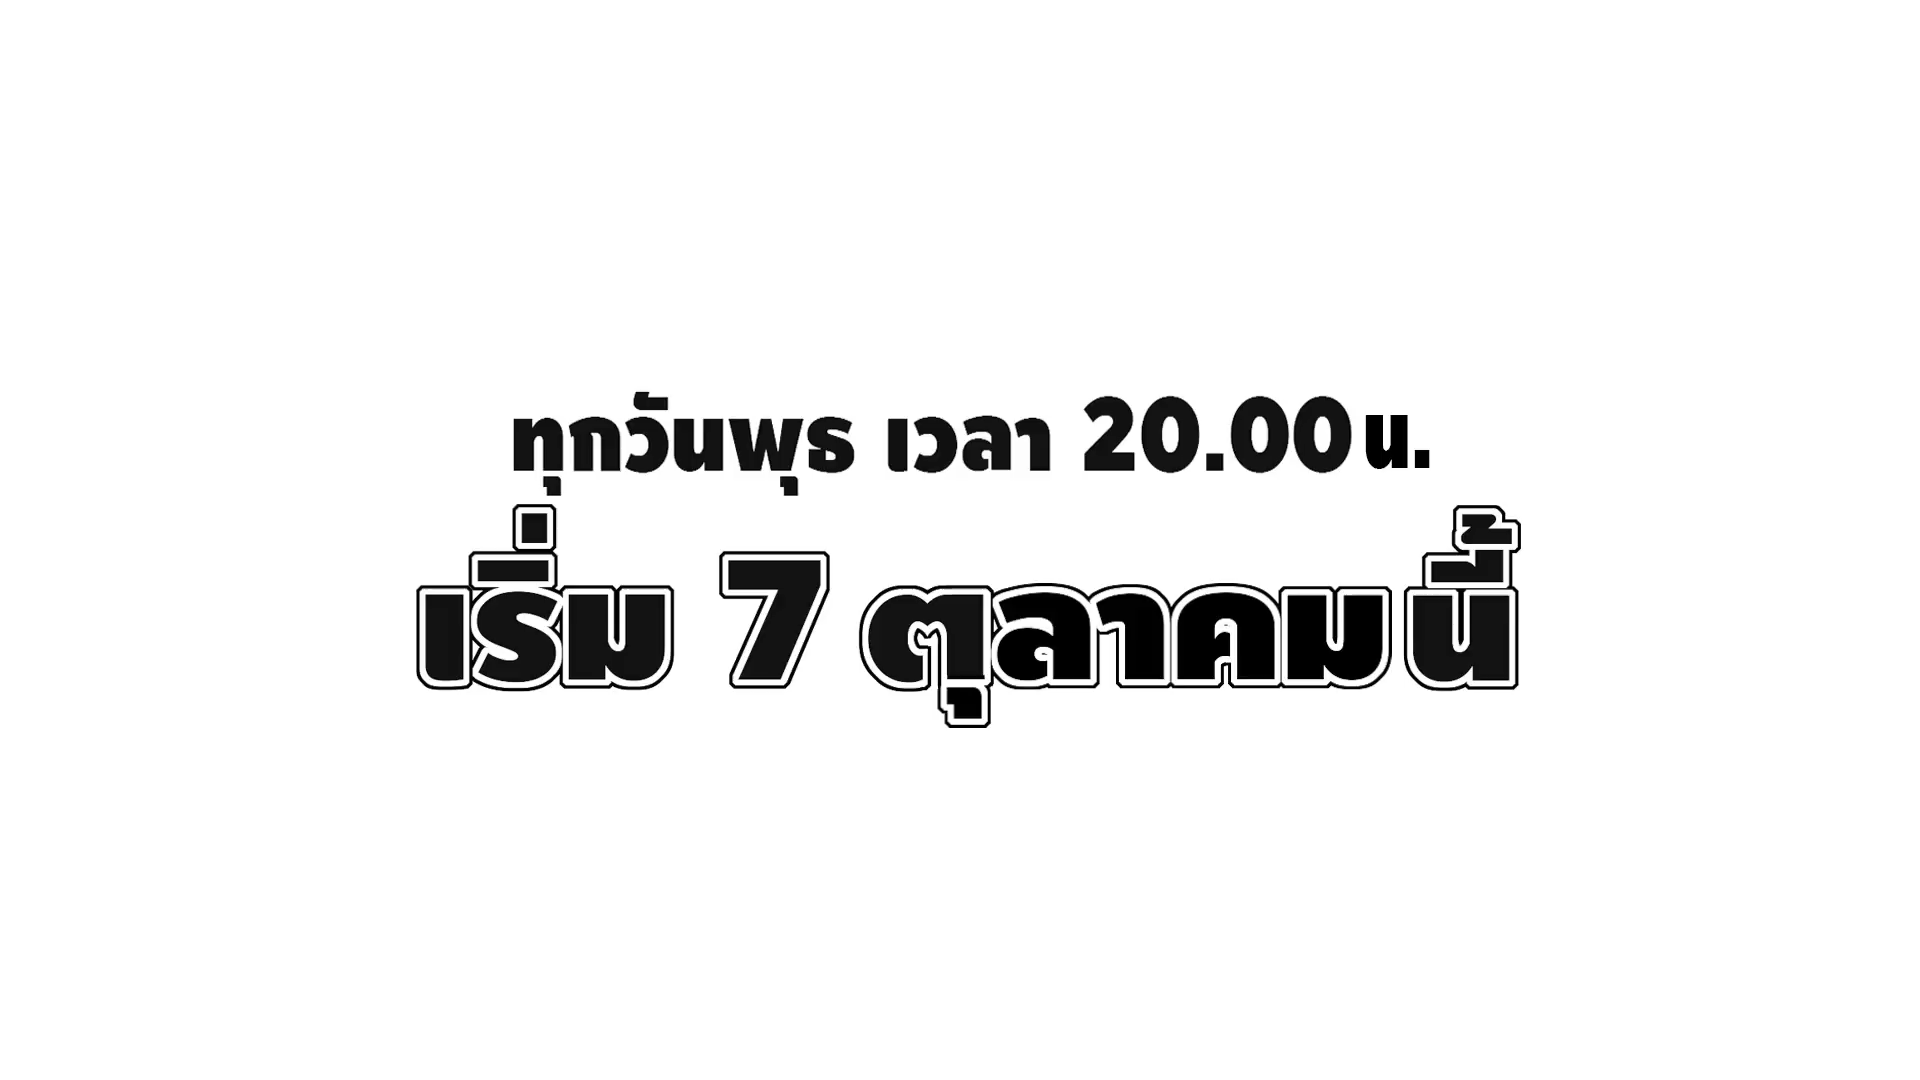 ทุกวันพุธ เวลา 20.00 น.
เริ่ม 7 ตุลาคม นี้